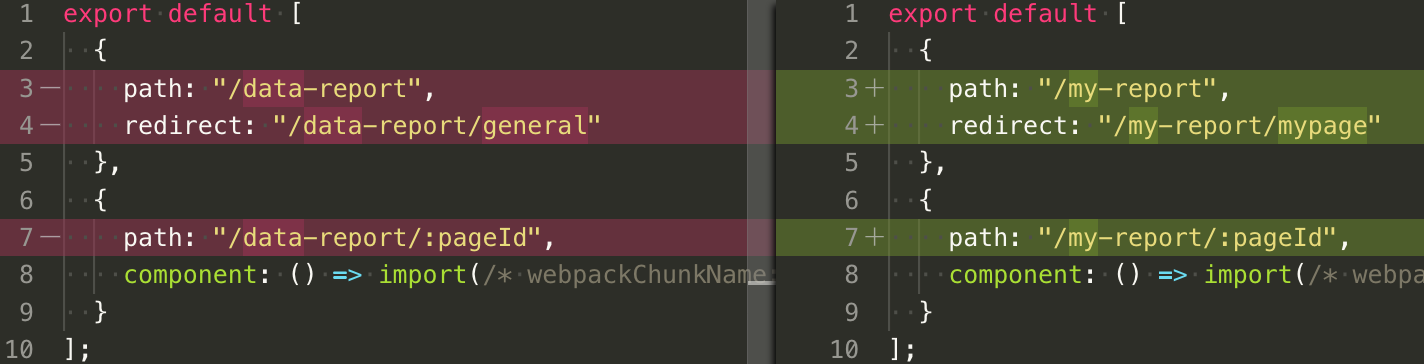 1 export default [
2 {
3 — path: "/data-report",
4 — redirect: "/data-report/general"
5 },
6 {
7 — path: "/data-report/:pageId",
8 component: () => import(/* webpackChunkName:
9 }
10 ];
1 export default [
2 {
3 + path: "/my-report",
4 + redirect: "/my-report/mypage"
5 },
6 {
7 + path: "/my-report/:pageId",
8 component: () => import(/* webpa
9 }
10 ];